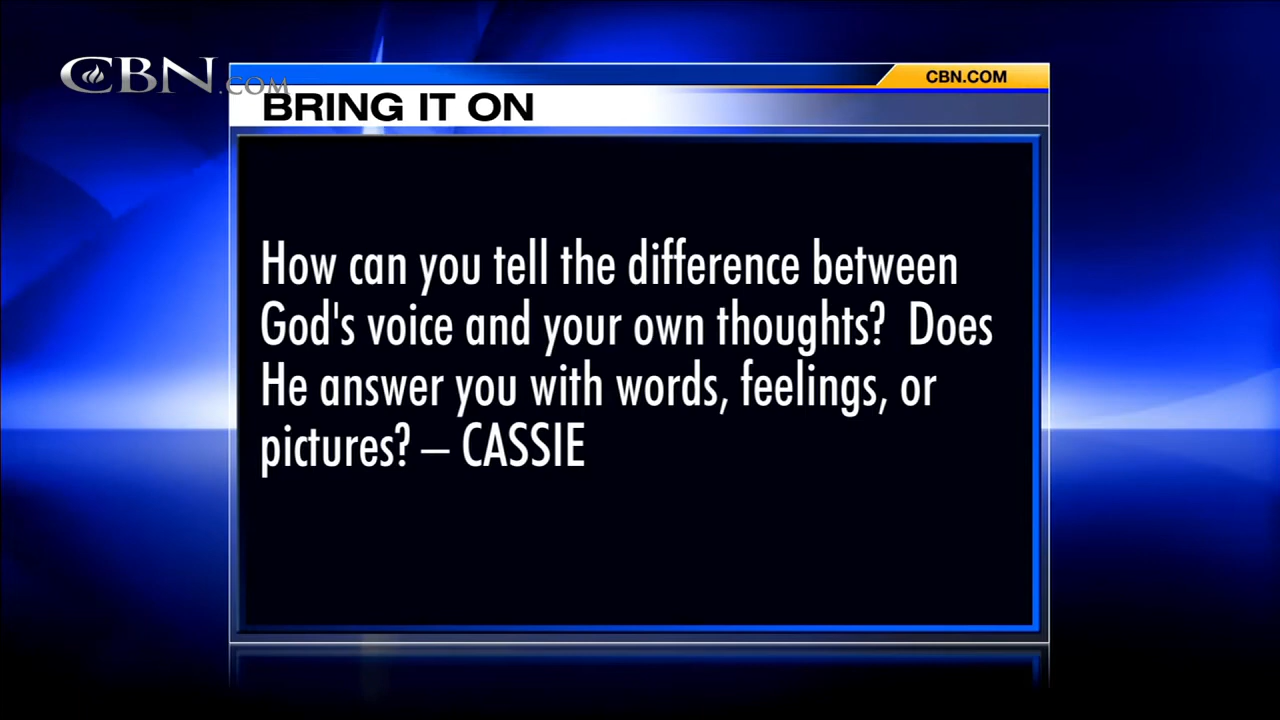 CBN.COM
CBN.COM
BRING IT ON
How can you tell the difference between
God's voice and your own thoughts?  Does
He answer you with words, feelings, or
pictures? – CASSIE